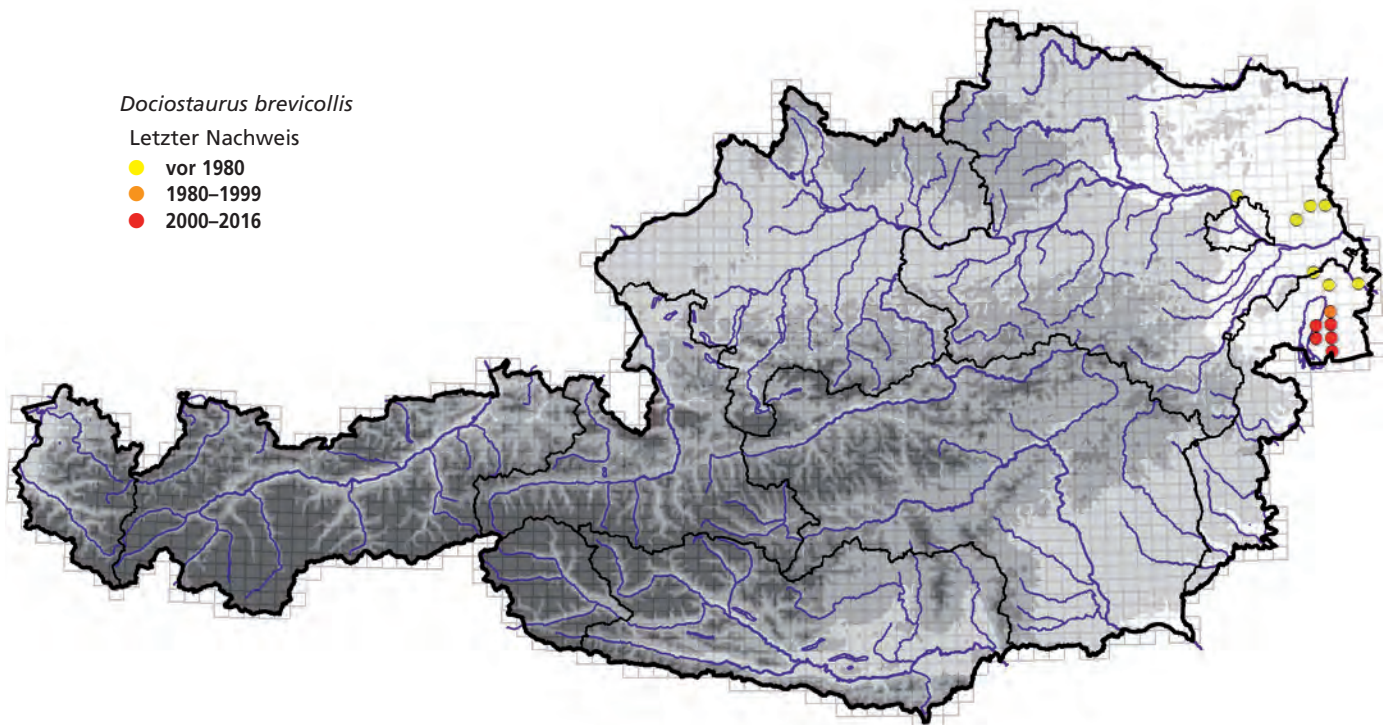 Dociostaurus brevicollis
Letzter Nachweis
vor 1980
1980–1999
2000–2016